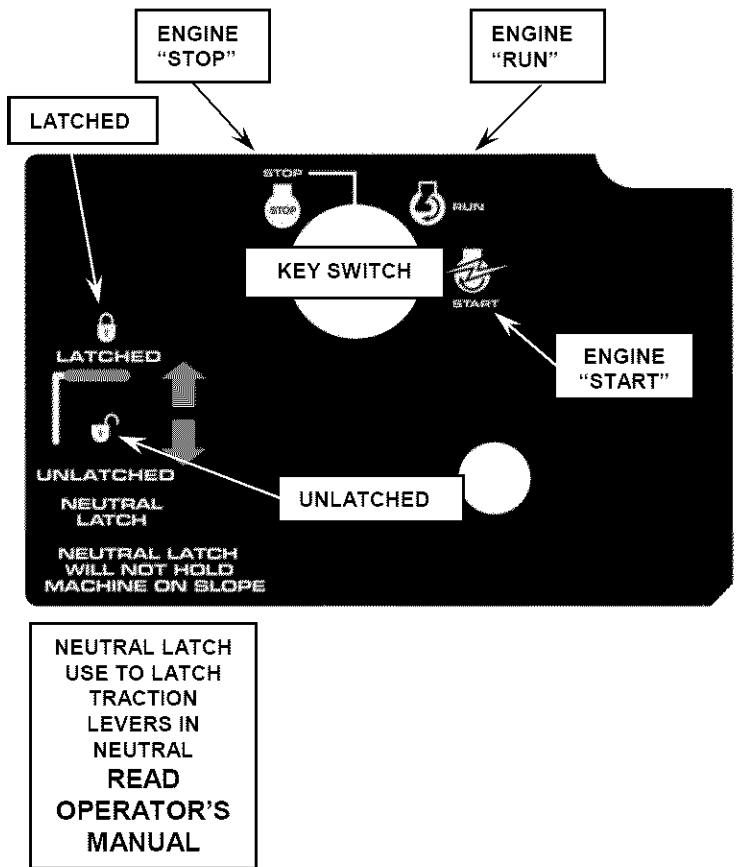 ENGINE
“STOP”
ENGINE
“RUN”
LATCHED
STOP
STOP
RUN
KEY SWITCH
START
LATCHED
ENGINE
“START”
UNLATCHED
UNLATCHED
NEUTRAL
LATCH
NEUTRAL LATCH
WILL NOT HOLD
MACHINE ON SLOPE
NEUTRAL LATCH
USE TO LATCH
TRACTION
LEVERS IN
NEUTRAL
READ
OPERATOR’S
MANUAL